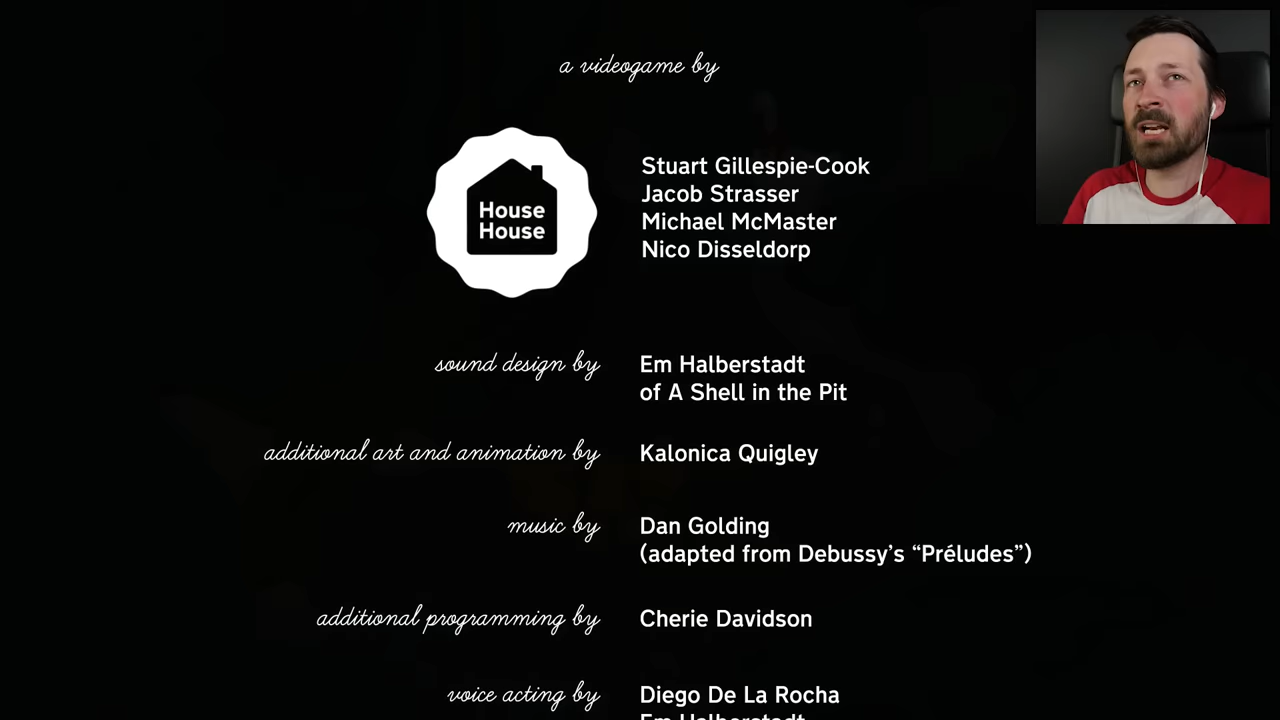 a videogame by
House
House
Stuart Gillespie-Cook
Jacob Strasser
Michael McMaster
Nico Disseldorp
sound design by
Em Halberstadt
of A Shell in the Pit
additional art and animation by
Kalonica Quigley
music by
Dan Golding
(adapted from Debussy’s “Préludes”)
additional programming by
Cherie Davidson
voice acting by
Diego De La Rocha
Em Halberstadt